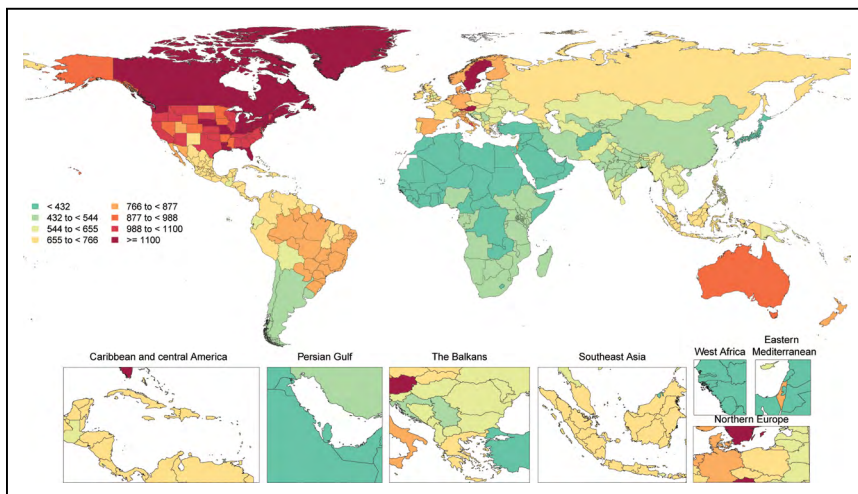 < 432
432 to < 544
544 to < 655
655 to < 766
766 to < 877
877 to < 988
988 to < 1100
>= 1100
Caribbean and central America
Persian Gulf
The Balkans
Southeast Asia
West Africa
Eastern
Mediterranean
Northern Europe